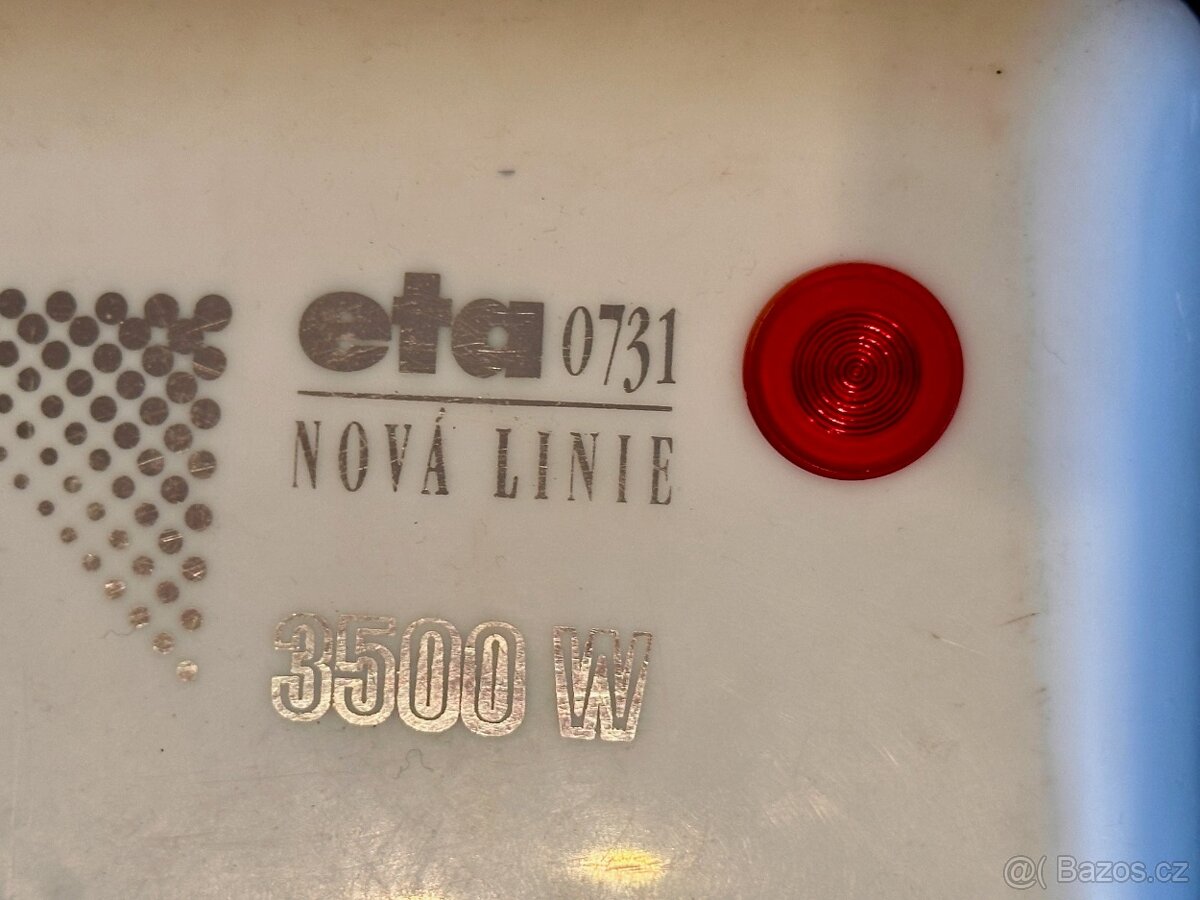 eta 0731
NOVÁ LINIE
3500 W
@( Bazos.cz